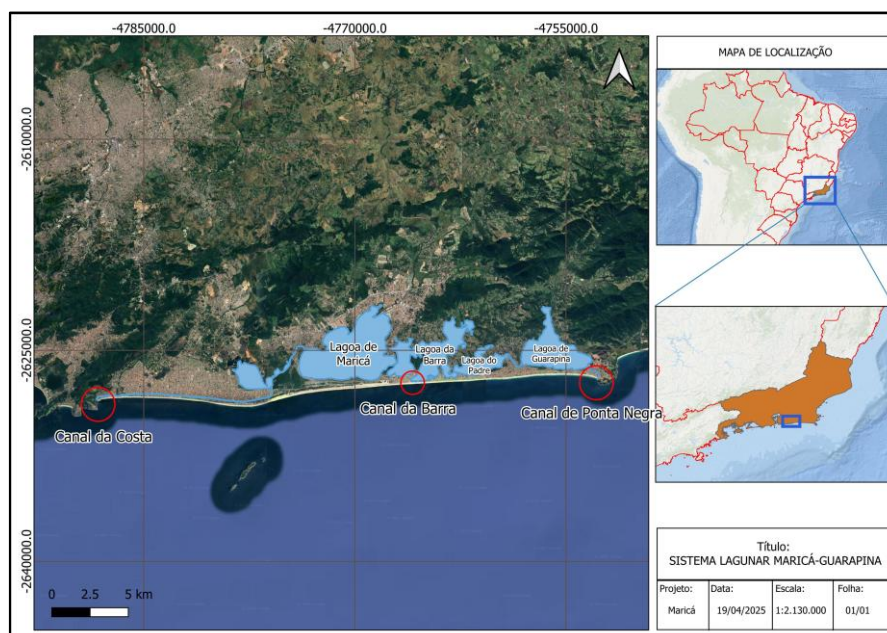 -4785000.0
-4770000.0
-4755000.0
-2610000.0
-2625000.0
-2640000.0
Lagoa de
Maricá
Lagoa da
Barra
Lagoa do
Padre
Lagoa de
Guarapina
Canal da Costa
Canal da Barra
Canal de Ponta Negra
0 2.5 5 km
MAPA DE LOCALIZAÇÃO
Título:
SISTEMA LAGUNAR MARICÁ-GUARAPINA
Projeto: Data: Escala: Folha:
Maricá 19/04/2025 1:2.130.000 01/01